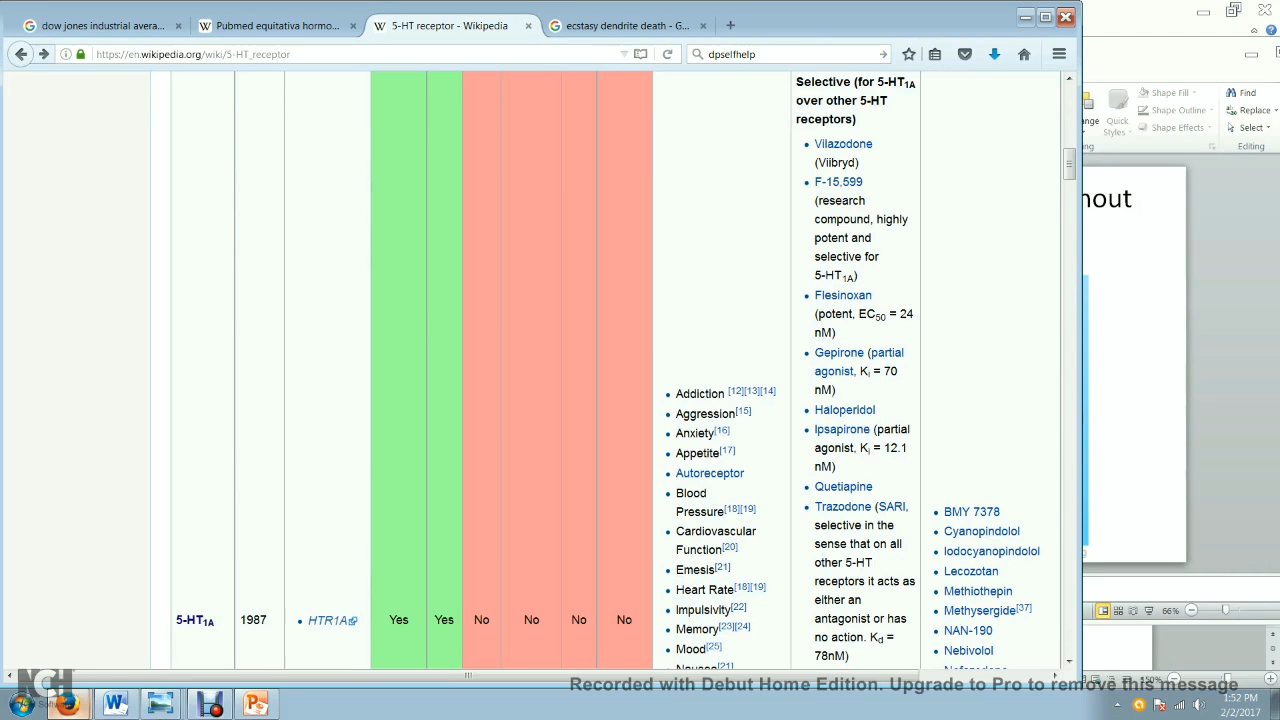 dow jones industrial avera...
Pubmed equitativa horm
5-HT receptor - Wikipedia
ecstasy dendrite death - G...
https://en.wikipedia.org/wiki/5-HT_receptor
dpselfhelp
Shape Fill
Shape Outline
Shape Effects
Quick
Styles
ange
Find
Replace
Select
Editing
hout
Selective (for 5-HT1A
over other 5-HT
receptors)
Vilazodone
(Viibryd)
F-15,599
(research
compound, highly
potent and
selective for
5-HT1A)
Flesinoxan
(potent, EC50 = 24
nM)
Gepirone (partial
agonist, Ki = 70
nM)
Haloperidol
Ipsapirone (partial
agonist, Ki = 12.1
nM)
Quetiapine
Trazodone (SARI,
selective in the
sense that on all
other 5-HT
receptors it acts as
either an
antagonist or has
no action. Kd =
78nM)
Addiction [12][13][14]
Aggression[15]
Anxiety[16]
Appetite[17]
Autoreceptor
Blood
Pressure[18][19]
Cardiovascular
Function[20]
Emesis[21]
Heart Rate[18][19]
Impulsivity[22]
Memory[23][24]
Mood[25]
Nausea[21]
BMY 7378
Cyanopindolol
Iodocyanopindolol
Lecozotan
Methiothepin
Methysergide[37]
NAN-190
Nebivolol
Nefazodone
5-HT1A 1987 HTR1A Yes Yes No No No No
66%
50%
NCH Software
Recorded with Debut Home Edition. Upgrade to Pro to remove this message
1:52 PM
2/2/2017